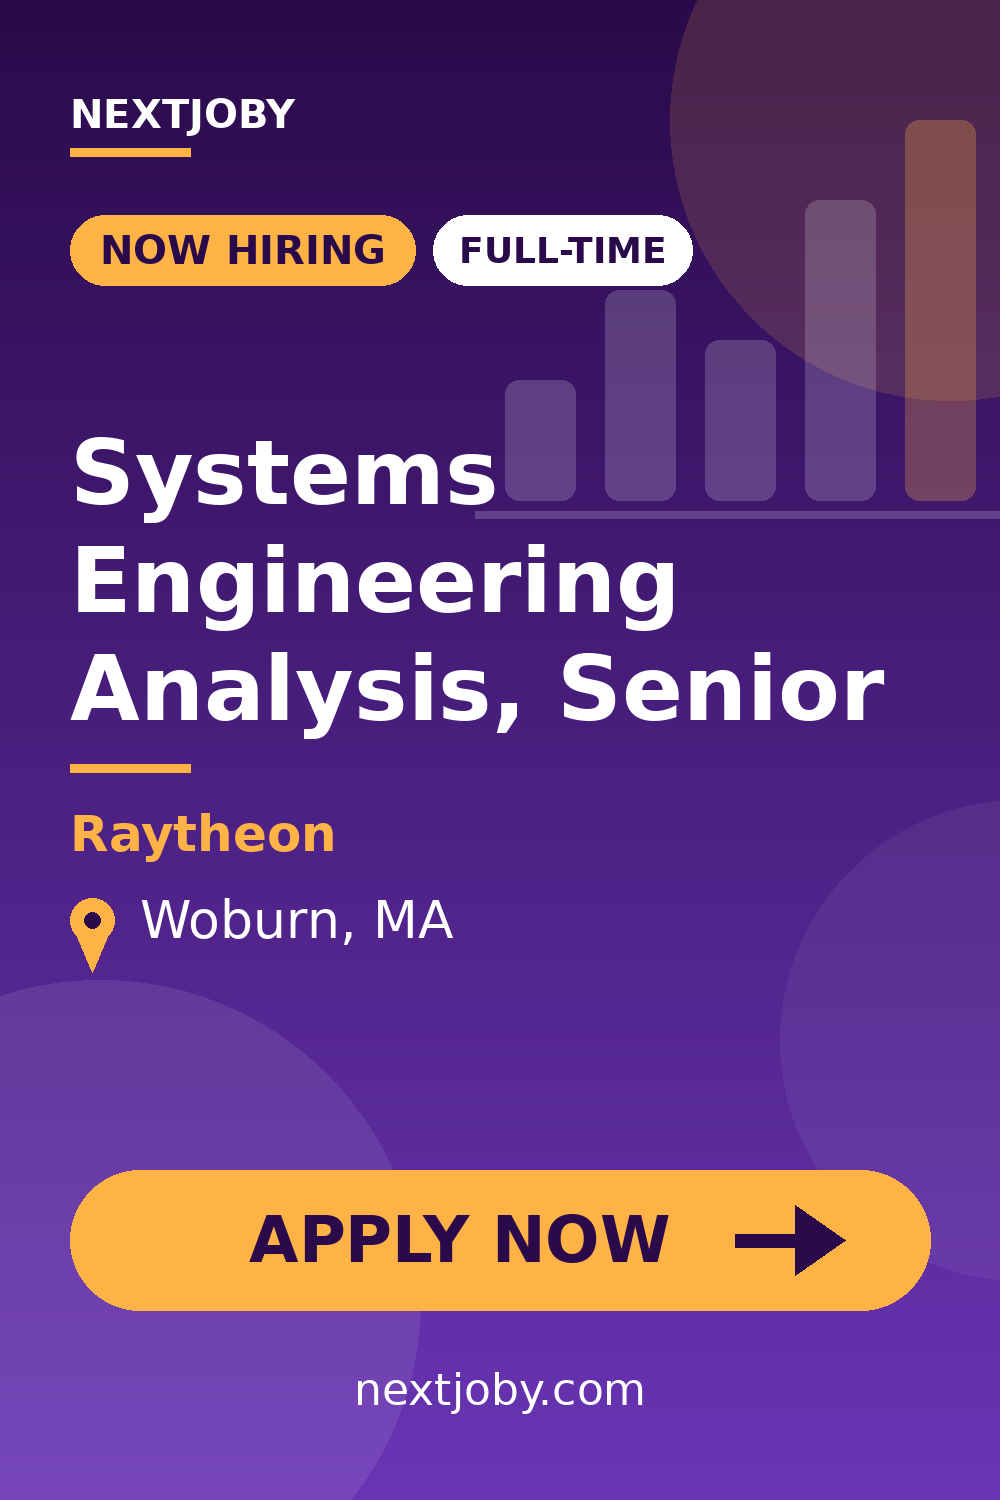 NEXTJOBY
NOW HIRING
FULL-TIME
Systems
Engineering
Analysis, Senior
Raytheon
Woburn, MA
APPLY NOW
nextjoby.com